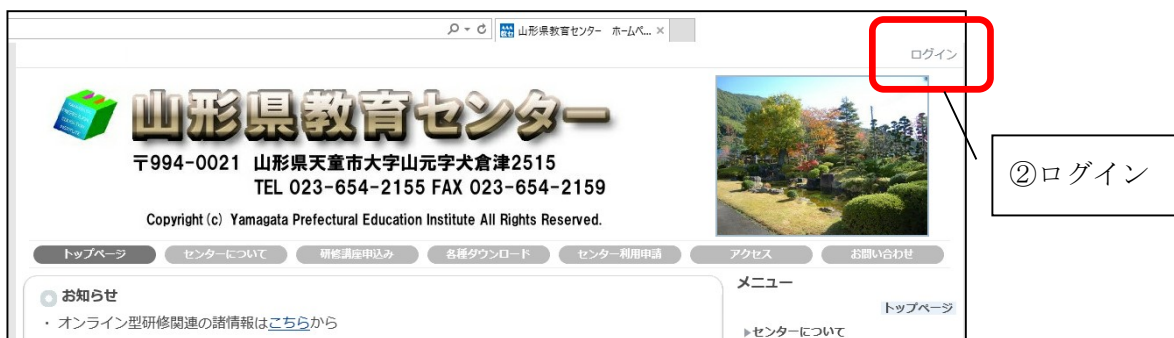 山形県教育センター ホームペ... ×
ログイン
山形県教育センター
〒994-0021 山形県天童市大字山元字犬倉津2515
TEL 023-654-2155 FAX 023-654-2159
Copyright (c) Yamagata Prefectural Education Institute All Rights Reserved.
②ログイン
トップページ センターについて 研修講座申込み 各種ダウンロード センター利用申請 アクセス お問い合わせ
お知らせ
・ オンライン型研修関連の諸情報はこちらから
メニュー
トップページ
▶センターについて